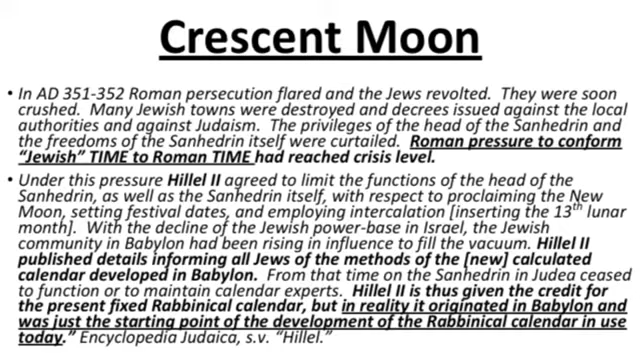 Crescent Moon
• In AD 351-352 Roman persecution flared and the Jews revolted. They were soon
crushed. Many Jewish towns were destroyed and decrees issued against the local
authorities and against Judaism. The privileges of the head of the Sanhedrin and
the freedoms of the Sanhedrin itself were curtailed. Roman pressure to conform
“Jewish” TIME to Roman TIME had reached crisis level.
• Under this pressure Hillel II agreed to limit the functions of the head of the
Sanhedrin, as well as the Sanhedrin itself, with respect to proclaiming the New
Moon, setting festival dates, and employing intercalation [inserting the 13th lunar
month]. With the decline of the Jewish power-base in Israel, the Jewish
community in Babylon had been rising in influence to fill the vacuum. Hillel II
published details informing all Jews of the methods of the [new] calculated
calendar developed in Babylon. From that time on the Sanhedrin in Judea ceased
to function or to maintain calendar experts. Hillel II is thus given the credit for
the present fixed Rabbinical calendar, but in reality it originated in Babylon and
was just the starting point of the development of the Rabbinical calendar in use
today.” Encyclopedia Judaica, s.v. “Hillel.”